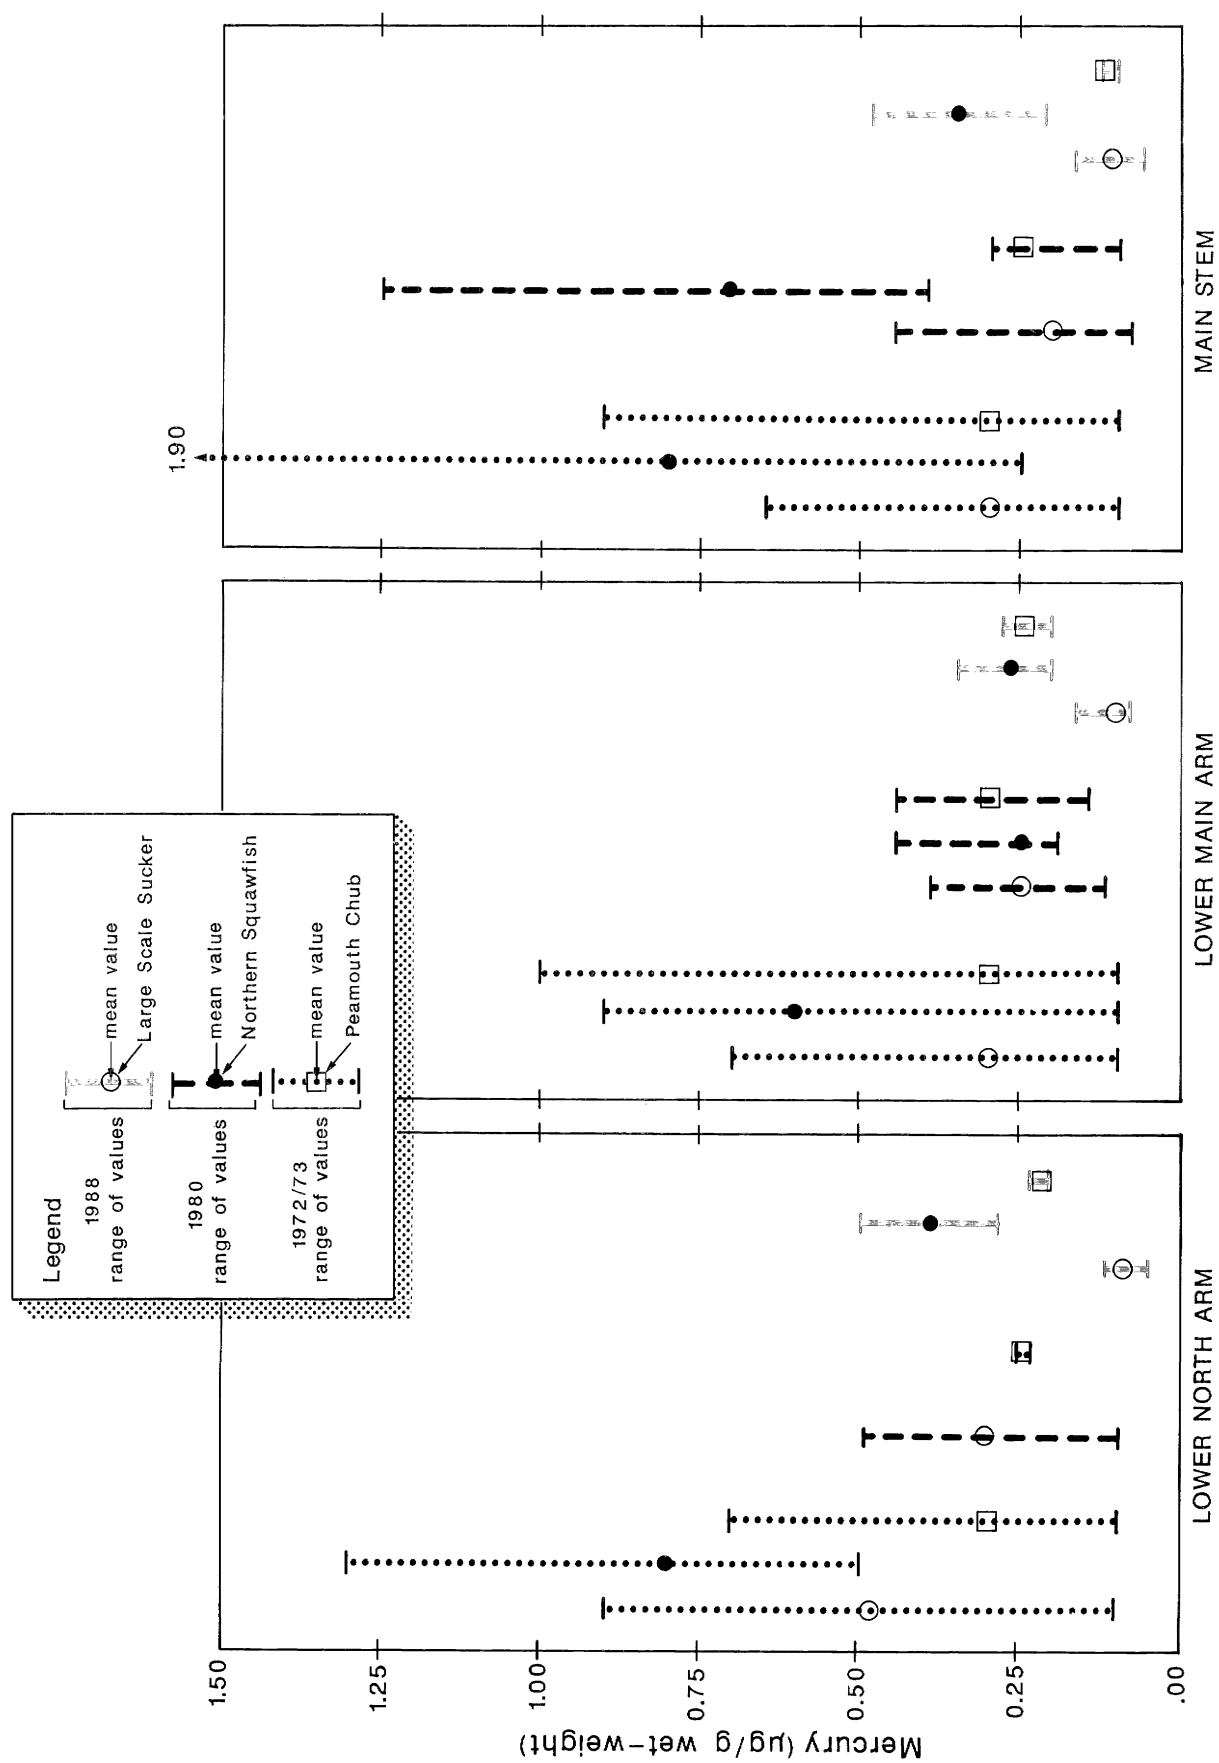 Legend
1988
range of values
mean value
Large Scale Sucker
1980
range of values
mean value
Northern Squawfish
1972/73
range of values
mean value
Peamouth Chub
1.90
Mercury (µg/g wet-weight)
1.50
1.25
1.00
0.75
0.50
0.25
.00
LOWER NORTH ARM
LOWER MAIN ARM
MAIN STEM